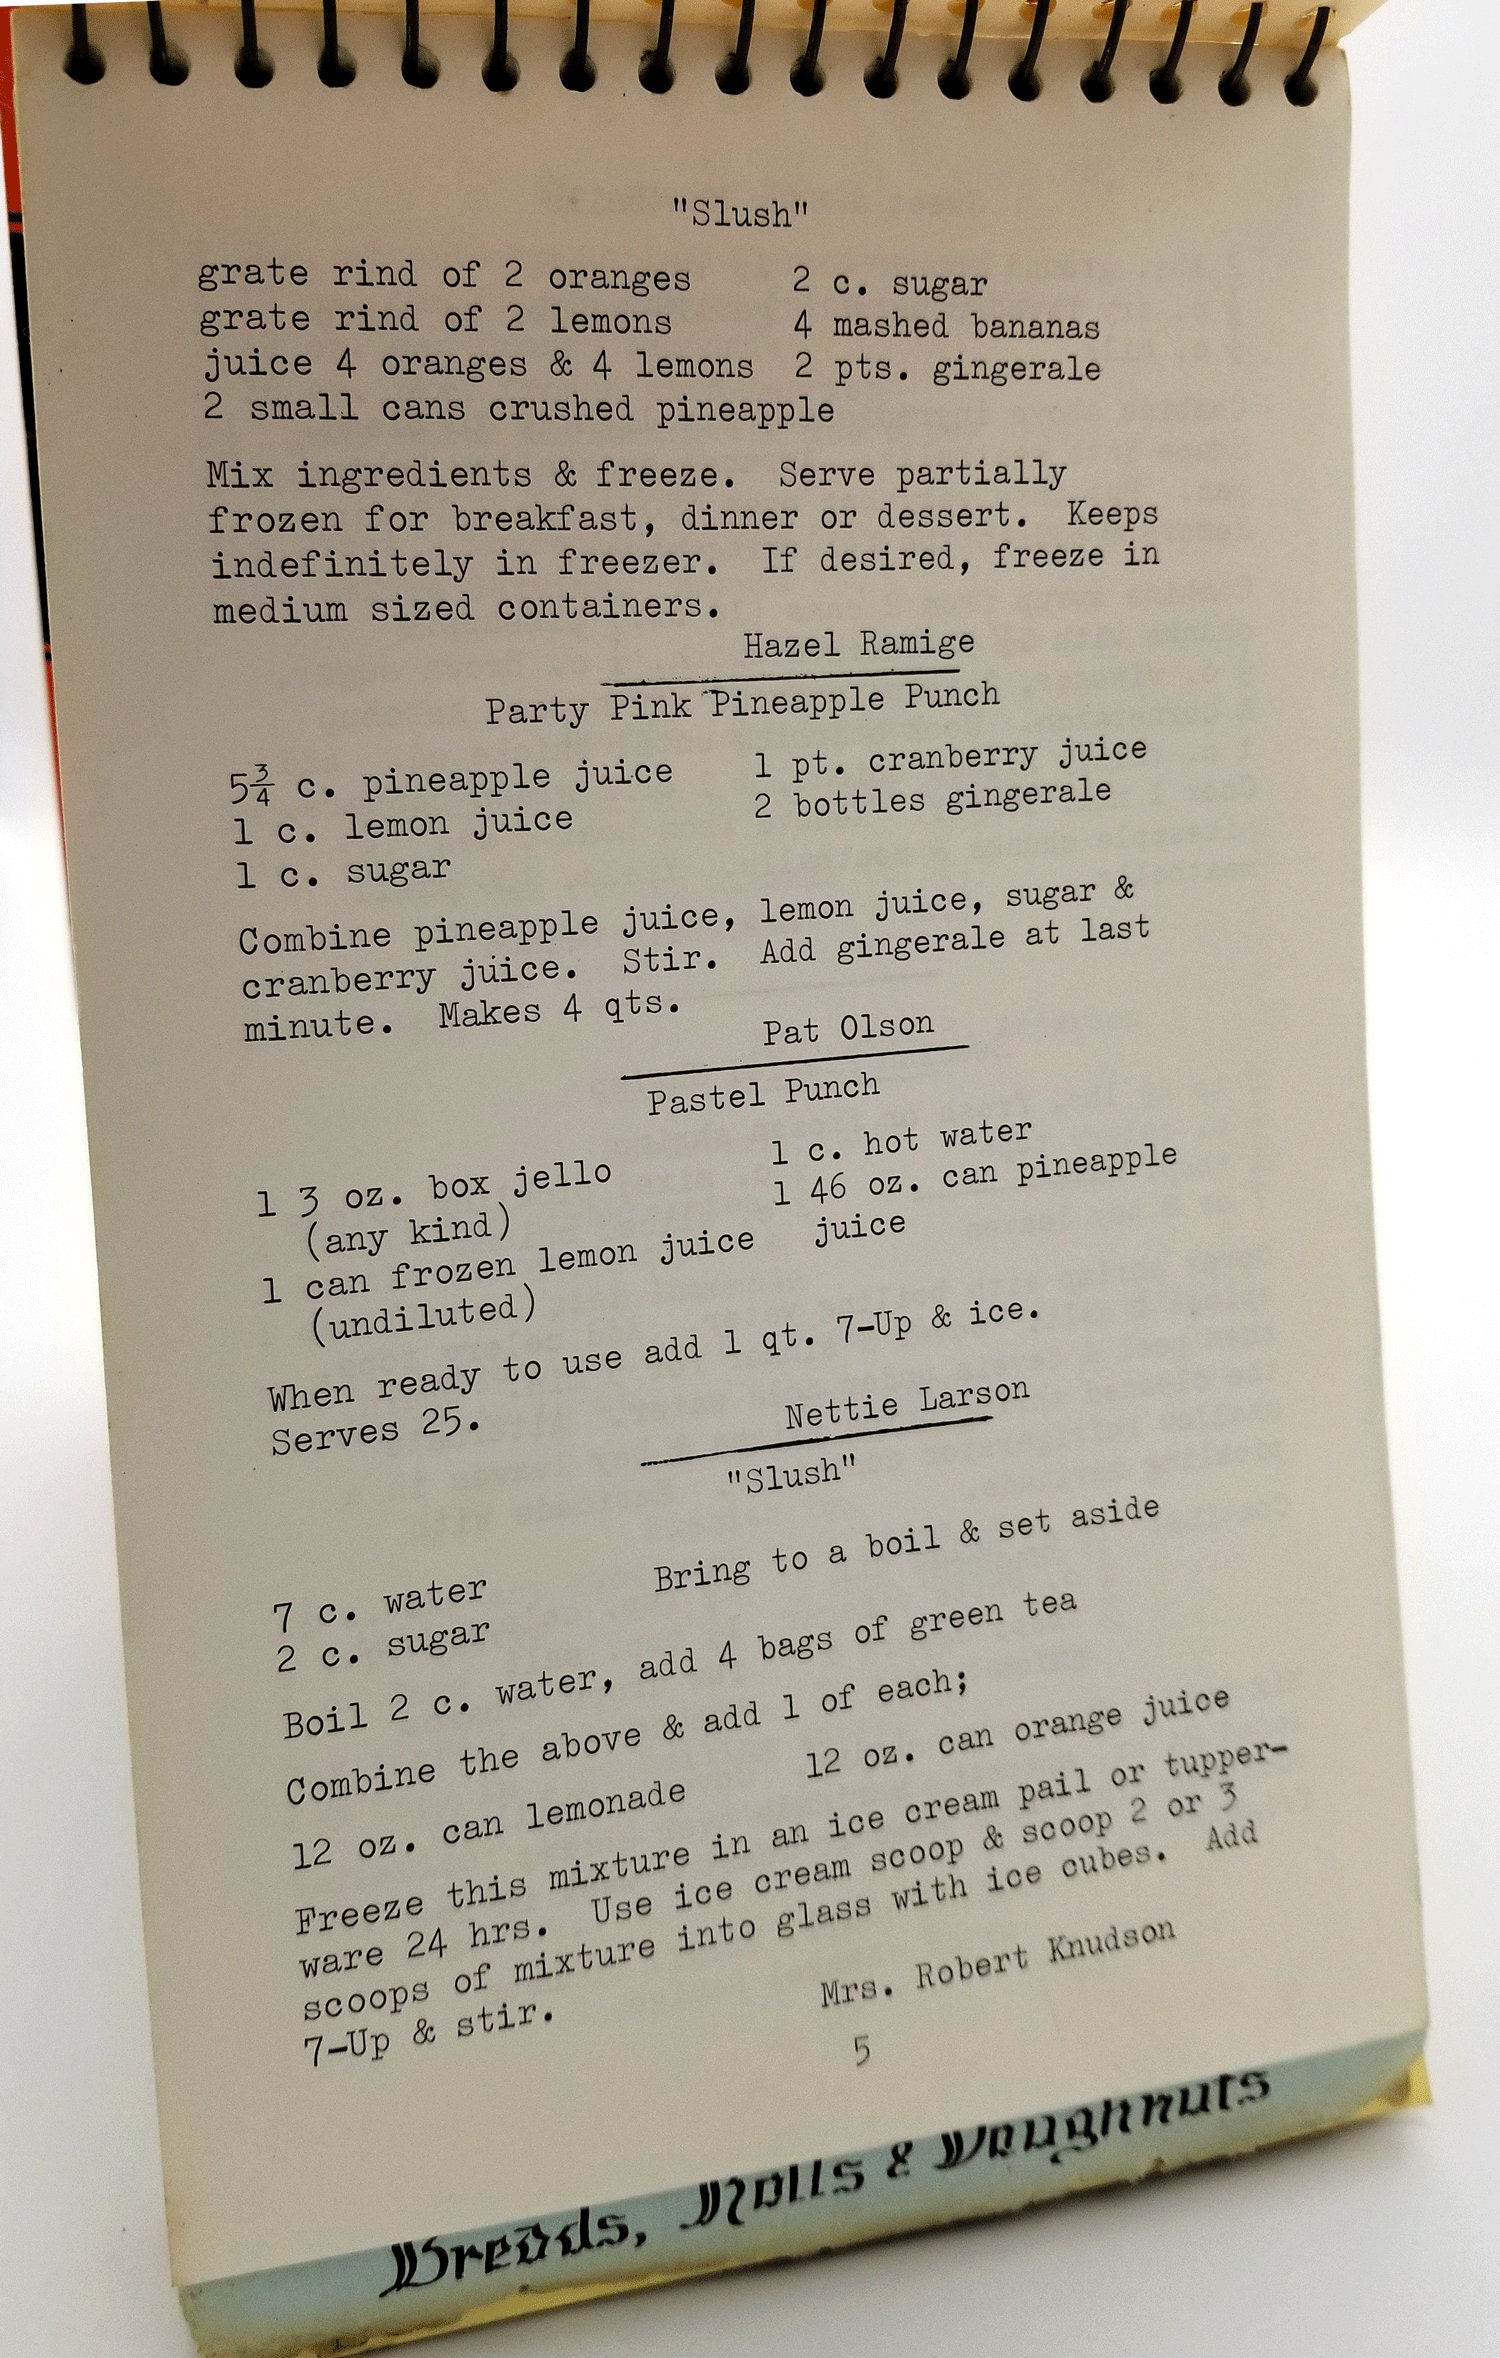 "Slush"
grate rind of 2 oranges 2 c. sugar
grate rind of 2 lemons 4 mashed bananas
juice 4 oranges & 4 lemons 2 pts. gingerale
2 small cans crushed pineapple
Mix ingredients & freeze. Serve partially
frozen for breakfast, dinner or dessert. Keeps
indefinitely in freezer. If desired, freeze in
medium sized containers.
Hazel Ramige
Party Pink Pineapple Punch
5¾ c. pineapple juice 1 pt. cranberry juice
1 c. lemon juice 2 bottles gingerale
1 c. sugar
Combine pineapple juice, lemon juice, sugar &
cranberry juice. Stir. Add gingerale at last
minute. Makes 4 qts.
Pat Olson
Pastel Punch
1 3 oz. box jello 1 c. hot water
(any kind) 1 46 oz. can pineapple
1 can frozen lemon juice juice
(undiluted)
When ready to use add 1 qt. 7-Up & ice.
Serves 25.
Nettie Larson
"Slush"
7 c. water Bring to a boil & set aside
2 c. sugar
Boil 2 c. water, add 4 bags of green tea
Combine the above & add 1 of each;
12 oz. can lemonade 12 oz. can orange juice
Freeze this mixture in an ice cream pail or tupper-
ware 24 hrs. Use ice cream scoop & scoop 2 or 3
scoops of mixture into glass with ice cubes. Add
7-Up & stir.
Mrs. Robert Knudson
5
Breads, Rolls & Doughnuts